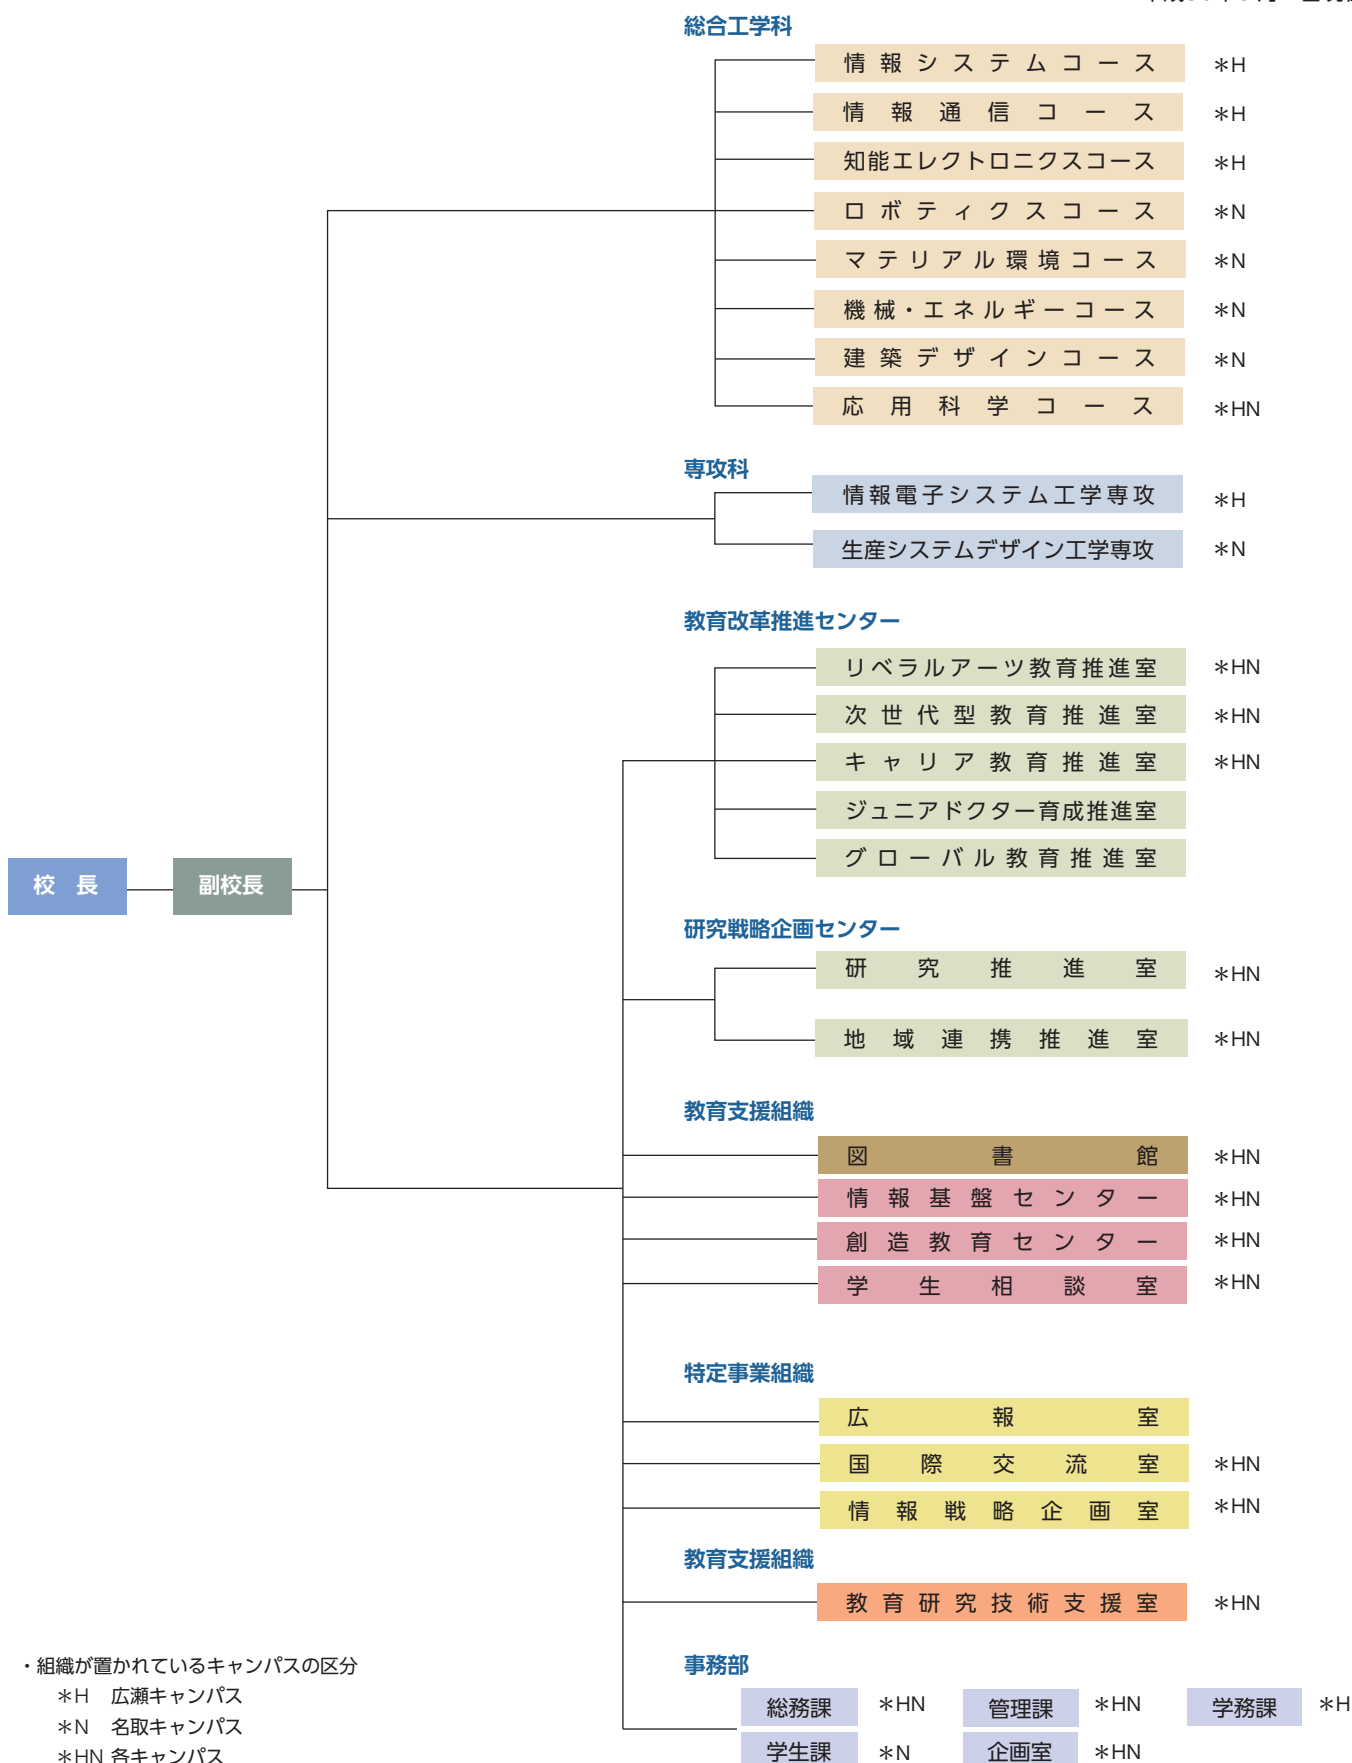 総合工学科
情報システムコース ＊H
情報通信コース ＊H
知能エレクトロニクスコース ＊H
ロボティクスコース ＊N
マテリアル環境コース ＊N
機械・エネルギーコース ＊N
建築デザインコース ＊N
応用科学コース ＊HN
専攻科
情報電子システム工学専攻 ＊H
生産システムデザイン工学専攻 ＊N
教育改革推進センター
リベラルアーツ教育推進室 ＊HN
次世代型教育推進室 ＊HN
キャリア教育推進室 ＊HN
ジュニアドクター育成推進室
グローバル教育推進室
校長 副校長
研究戦略企画センター
研究推進室 ＊HN
地域連携推進室 ＊HN
教育支援組織
図書館 ＊HN
情報基盤センター ＊HN
創造教育センター ＊HN
学生相談室 ＊HN
特定事業組織
広報室
国際交流室 ＊HN
情報戦略企画室 ＊HN
教育支援組織
教育研究技術支援室 ＊HN
事務部
総務課 ＊HN 管理課 ＊HN 学務課 ＊H
学生課 ＊N 企画室 ＊HN
・組織が置かれているキャンパスの区分
＊H 広瀬キャンパス
＊N 名取キャンパス
＊HN 各キャンパス